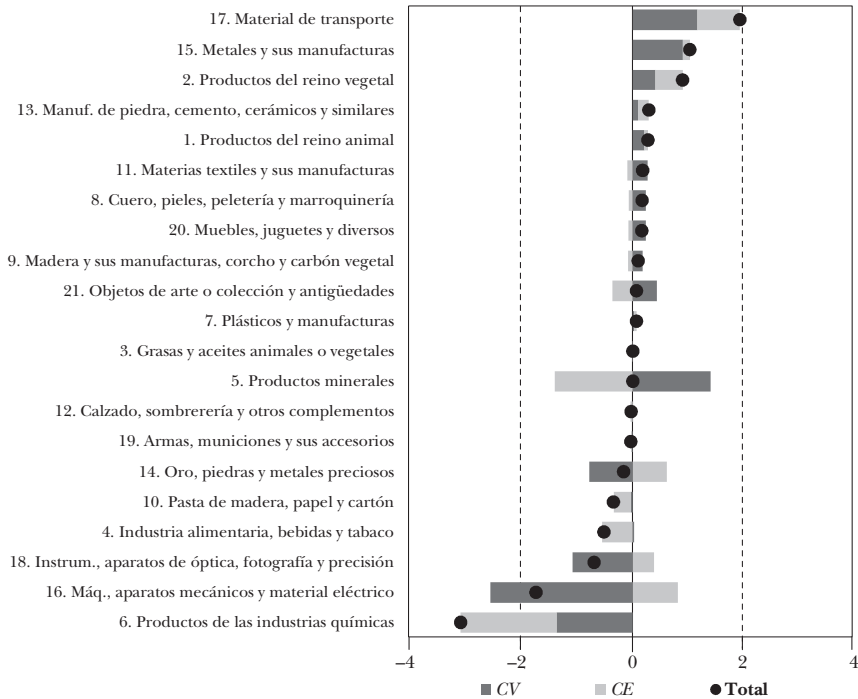 17. Material de transporte
15. Metales y sus manufacturas
2. Productos del reino vegetal
13. Manuf. de piedra, cemento, cerámicos y similares
1. Productos del reino animal
11. Materias textiles y sus manufacturas
8. Cuero, pieles, peletería y marroquinería
20. Muebles, juguetes y diversos
9. Madera y sus manufacturas, corcho y carbón vegetal
21. Objetos de arte o colección y antigüedades
7. Plásticos y manufacturas
3. Grasas y aceites animales o vegetales
5. Productos minerales
12. Calzado, sombrerería y otros complementos
19. Armas, municiones y sus accesorios
14. Oro, piedras y metales preciosos
10. Pasta de madera, papel y cartón
4. Industria alimentaria, bebidas y tabaco
18. Instrum., aparatos de óptica, fotografía y precisión
16. Máq., aparatos mecánicos y material eléctrico
6. Productos de las industrias químicas
–4 –2 0 2 4
CV CE Total